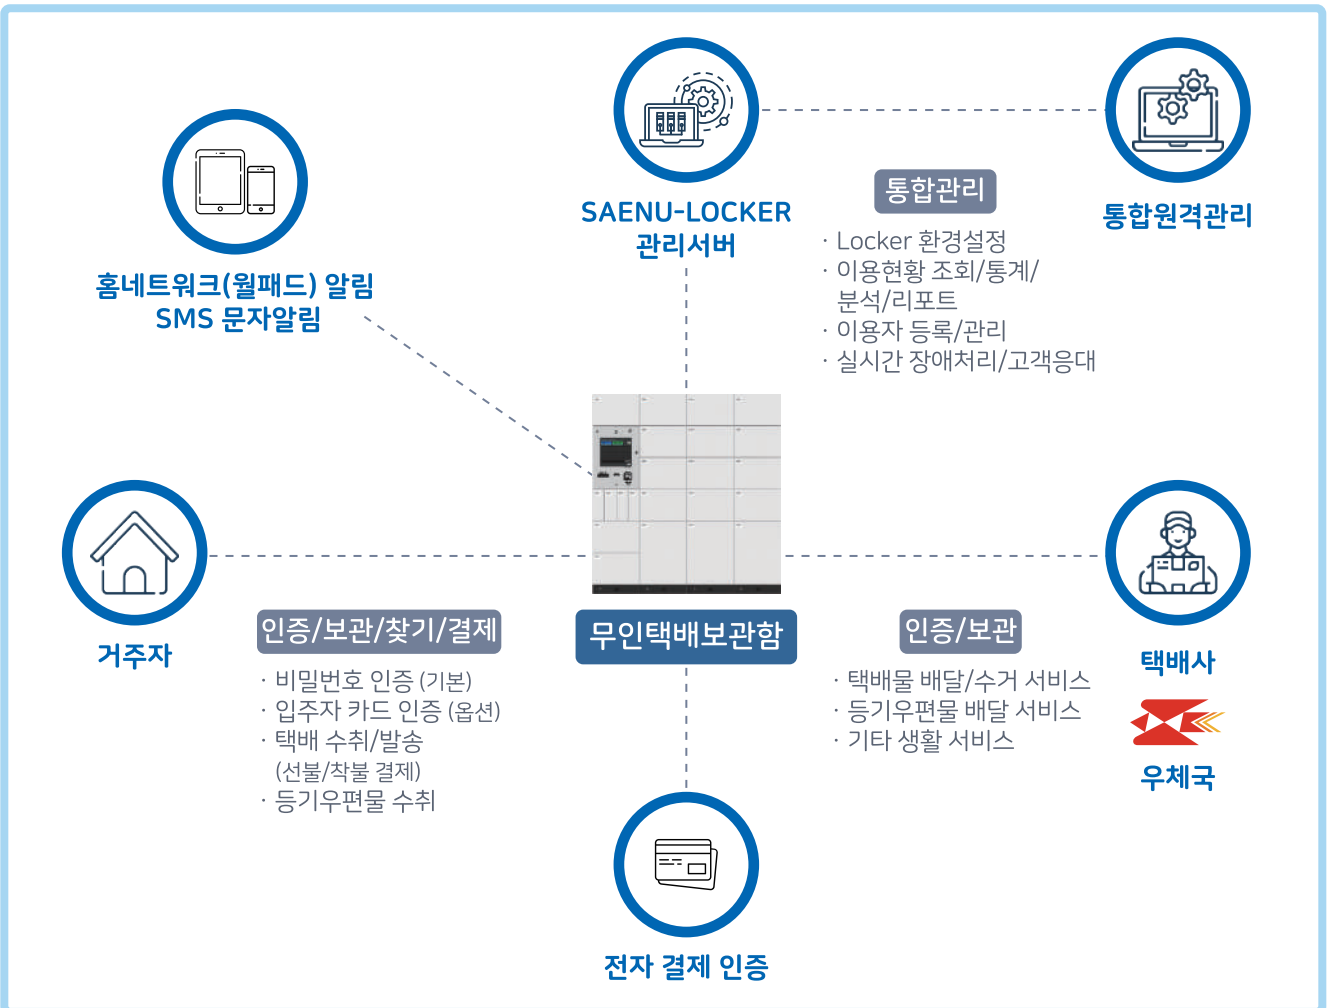 SAENU-LOCKER
관리서버
통합원격관리
통합관리
· Locker 환경설정
· 이용현황 조회/통계/
분석/리포트
· 이용자 등록/관리
· 실시간 장애처리/고객응대
홈네트워크(월패드) 알림
SMS 문자알림
거주자
인증/보관/찾기/결제
· 비밀번호 인증 (기본)
· 입주자 카드 인증 (옵션)
· 택배 수취/발송
(선불/착불 결제)
· 등기우편물 수취
무인택배보관함
인증/보관
· 택배물 배달/수거 서비스
· 등기우편물 배달 서비스
· 기타 생활 서비스
택배사
우체국
전자 결제 인증